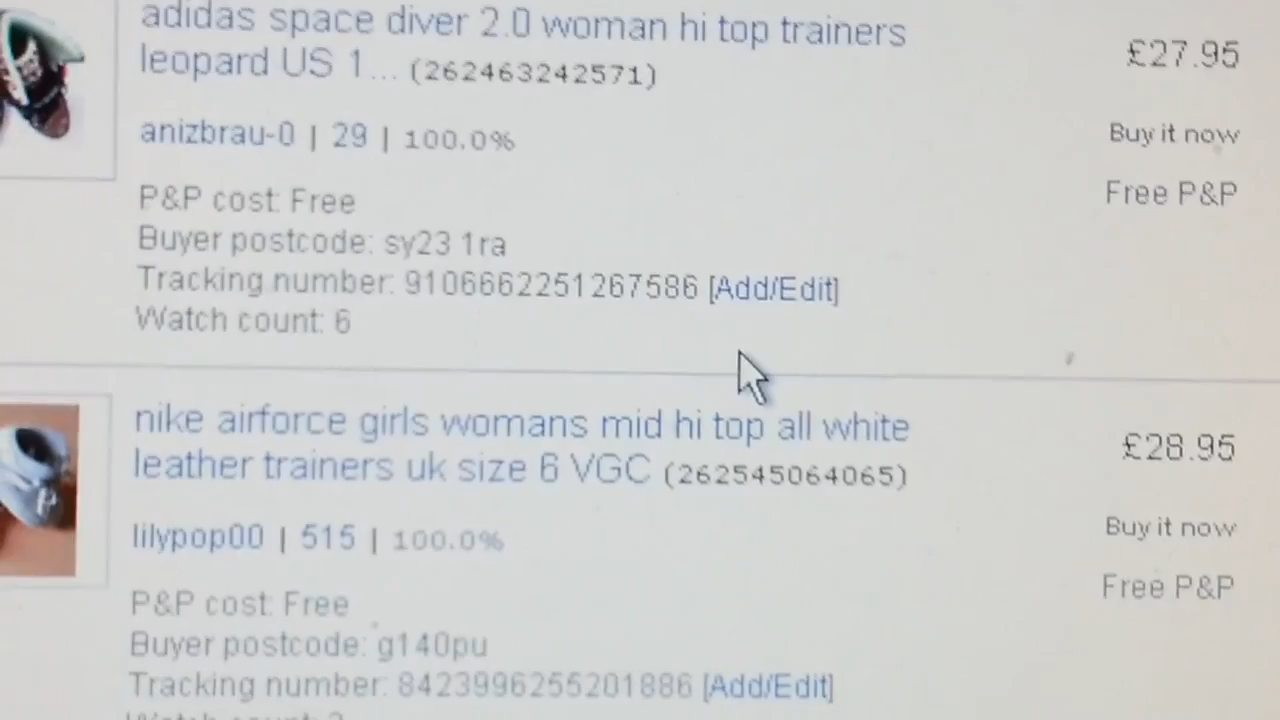 adidas space diver 2.0 woman hi top trainers
leopard US 1... (262463242571)
£27.95
anizbrau-0 | 29 | 100.0%
Buy it now
P&P cost: Free
Free P&P
Buyer postcode: sy23 1ra
Tracking number: 9106662251267586 [Add/Edit]
Watch count: 6
nike airforce girls womans mid hi top all white
leather trainers uk size 6 VGC (262545064065)
£28.95
lilypop00 | 515 | 100.0%
Buy it now
P&P cost: Free
Free P&P
Buyer postcode: g140pu
Tracking number: 8423996255201886 [Add/Edit]
Watch count: